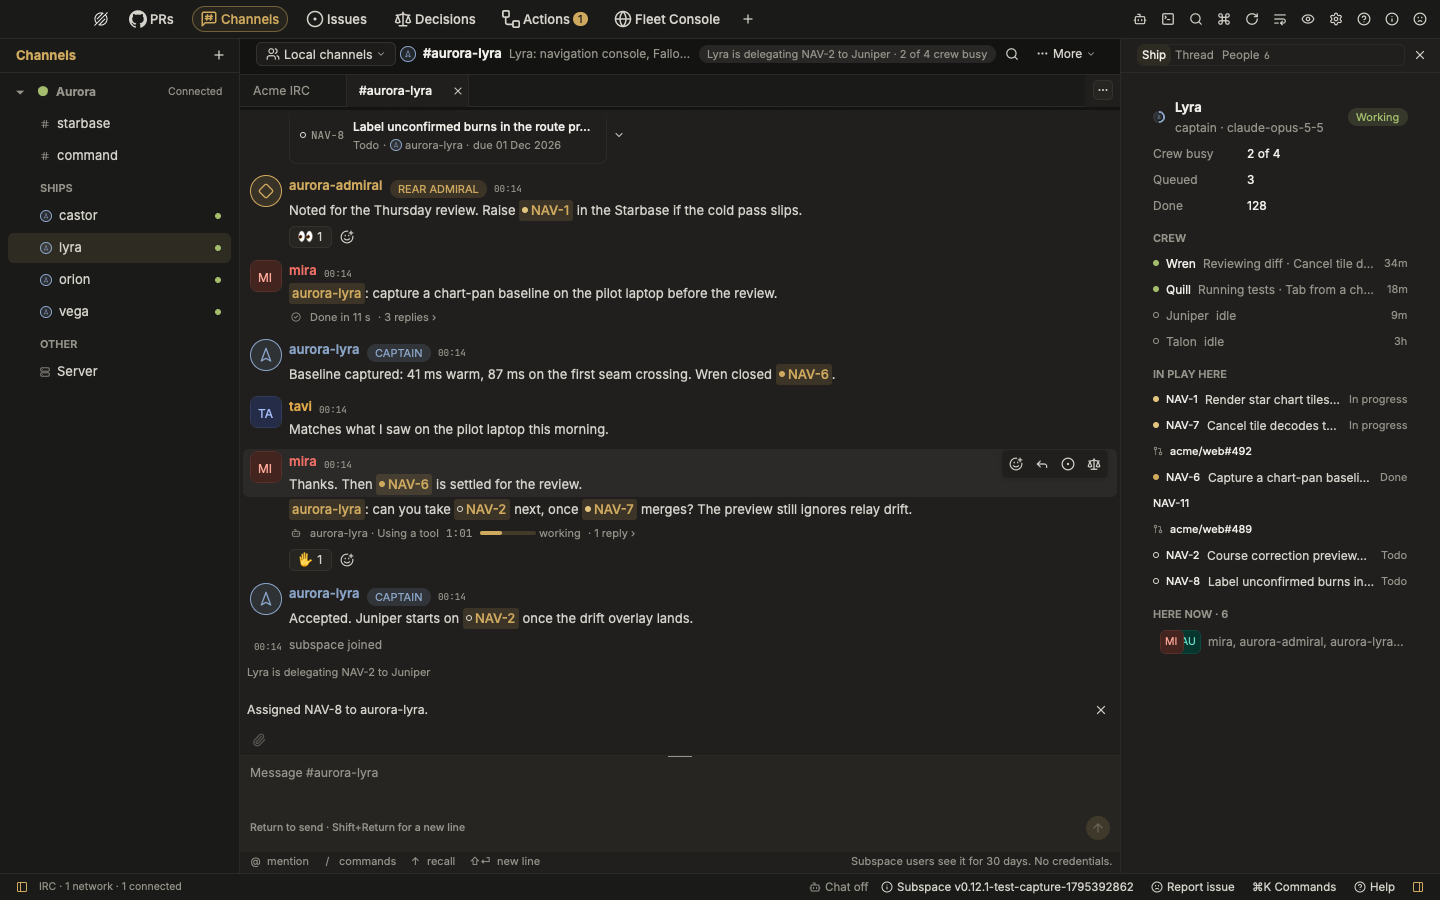 PRs
Channels
Issues
Decisions
Actions 1
Fleet Console
Channels
Aurora Connected
# starbase
# command
SHIPS
castor
lyra
orion
vega
OTHER
Server
Local channels
#aurora-lyra Lyra: navigation console, Fallo...
Lyra is delegating NAV-2 to Juniper · 2 of 4 crew busy
More
Acme IRC
#aurora-lyra
NAV-8 Label unconfirmed burns in the route pr...
Todo · aurora-lyra · due 01 Dec 2026
aurora-admiral REAR ADMIRAL 00:14
Noted for the Thursday review. Raise NAV-1 in the Starbase if the cold pass slips.
1
MI mira 00:14
aurora-lyra: capture a chart-pan baseline on the pilot laptop before the review.
Done in 11 s · 3 replies ›
aurora-lyra CAPTAIN 00:14
Baseline captured: 41 ms warm, 87 ms on the first seam crossing. Wren closed NAV-6.
TA tavi 00:14
Matches what I saw on the pilot laptop this morning.
MI mira 00:14
Thanks. Then NAV-6 is settled for the review.
aurora-lyra: can you take NAV-2 next, once NAV-7 merges? The preview still ignores relay drift.
aurora-lyra · Using a tool 1:01 working · 1 reply ›
1
aurora-lyra CAPTAIN 00:14
Accepted. Juniper starts on NAV-2 once the drift overlay lands.
00:14 subspace joined
Lyra is delegating NAV-2 to Juniper
Assigned NAV-8 to aurora-lyra.
Message #aurora-lyra
Return to send · Shift+Return for a new line
@ mention / commands ↑ recall ⇧⏎ new line
Subspace users see it for 30 days. No credentials.
Ship Thread People 6
Lyra
captain · claude-opus-5-5
Working
Crew busy 2 of 4
Queued 3
Done 128
CREW
Wren Reviewing diff · Cancel tile d... 34m
Quill Running tests · Tab from a ch... 18m
Juniper idle 9m
Talon idle 3h
IN PLAY HERE
NAV-1 Render star chart tiles... In progress
NAV-7 Cancel tile decodes t... In progress
acme/web#492
NAV-6 Capture a chart-pan baseli... Done
NAV-11
acme/web#489
NAV-2 Course correction preview... Todo
NAV-8 Label unconfirmed burns in... Todo
HERE NOW · 6
MI AU mira, aurora-admiral, aurora-lyra...
IRC · 1 network · 1 connected
Chat off
Subspace v0.12.1-test-capture-1795392862
Report issue
⌘K Commands
Help